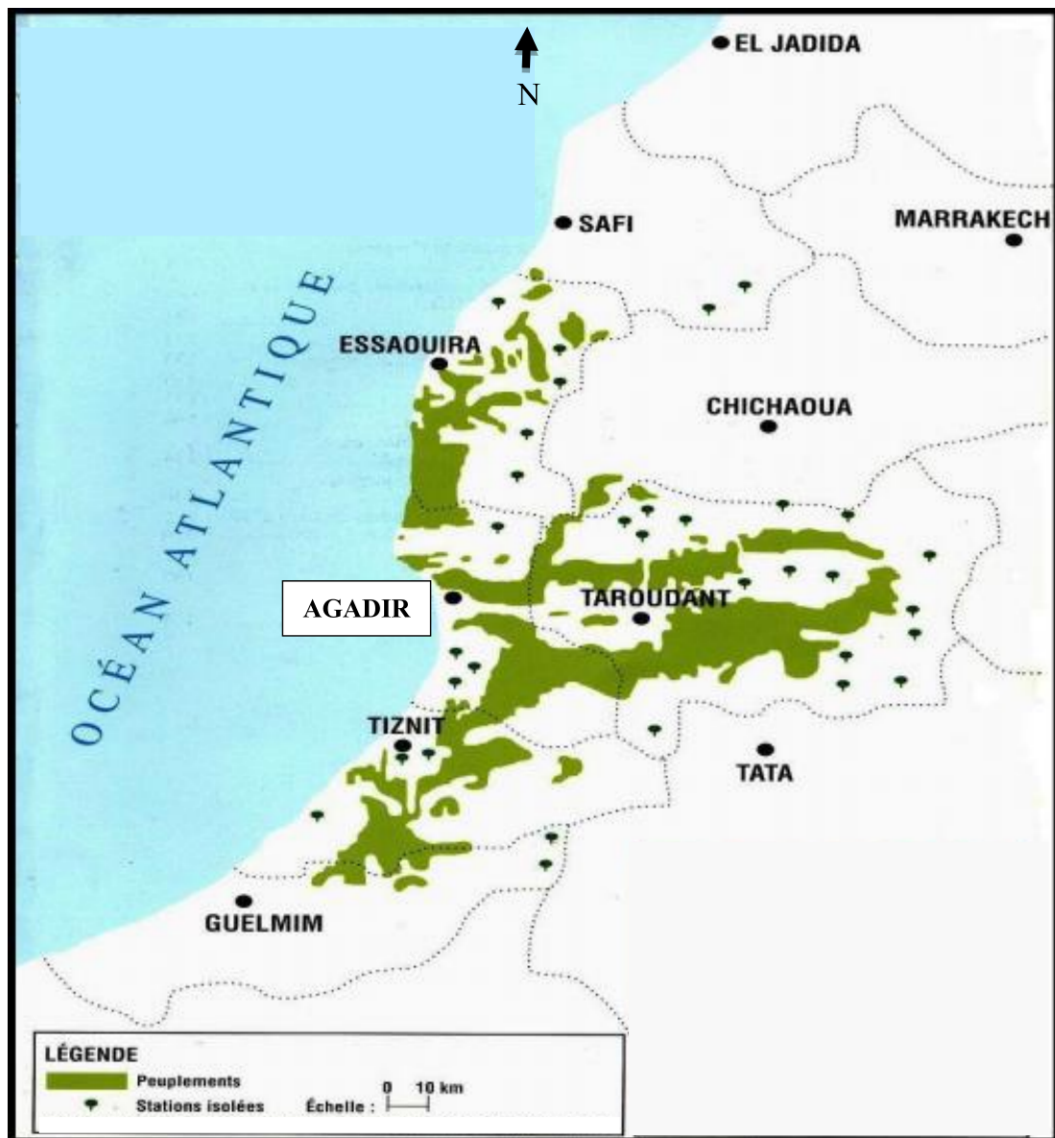 EL JADIDA
N
SAFI
MARRAKECH
ESSAOUIRA
OCÉAN ATLANTIQUE
CHICHAOUA
AGADIR
TAROUDANT
TIZNIT
TATA
GUELMIM
LÉGENDE
Peuplements
Stations isolées
Échelle :
0 10 km